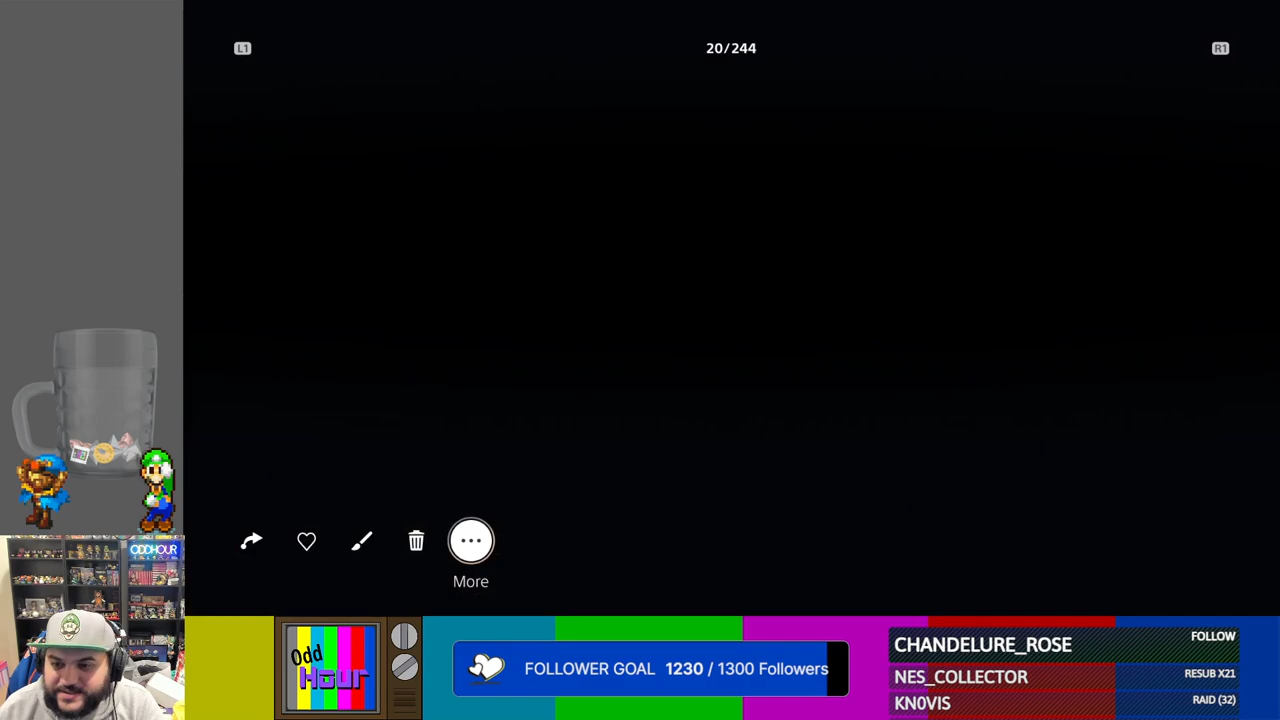 L1
20/244
R1
More
ODDHOUR
Odd
Hour
FOLLOWER GOAL 1230 / 1300 Followers
CHANDELURE_ROSE FOLLOW
NES_COLLECTOR RESUB X21
KN0VIS RAID (32)